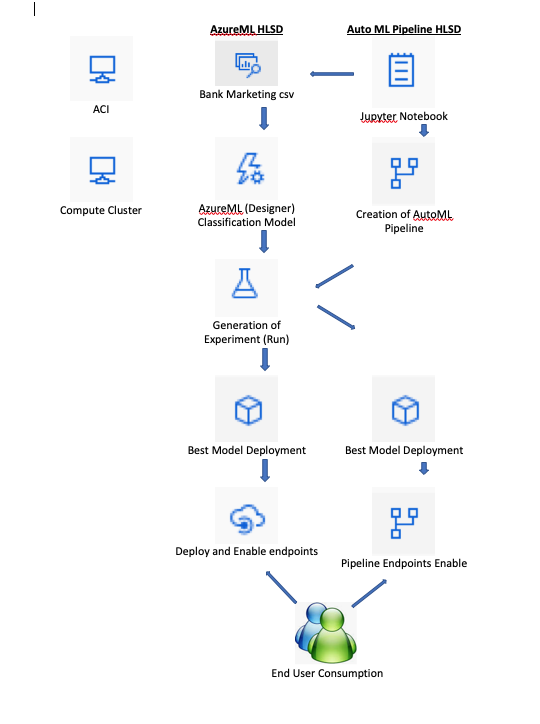 AzureML HLSD
Auto ML Pipeline HLSD
ACI
Bank Marketing csv
Jupyter Notebook
Compute Cluster
AzureML (Designer)
Classification Model
Creation of AutoML
Pipeline
Generation of
Experiment (Run)
Best Model Deployment
Best Model Deployment
Deploy and Enable endpoints
Pipeline Endpoints Enable
End User Consumption